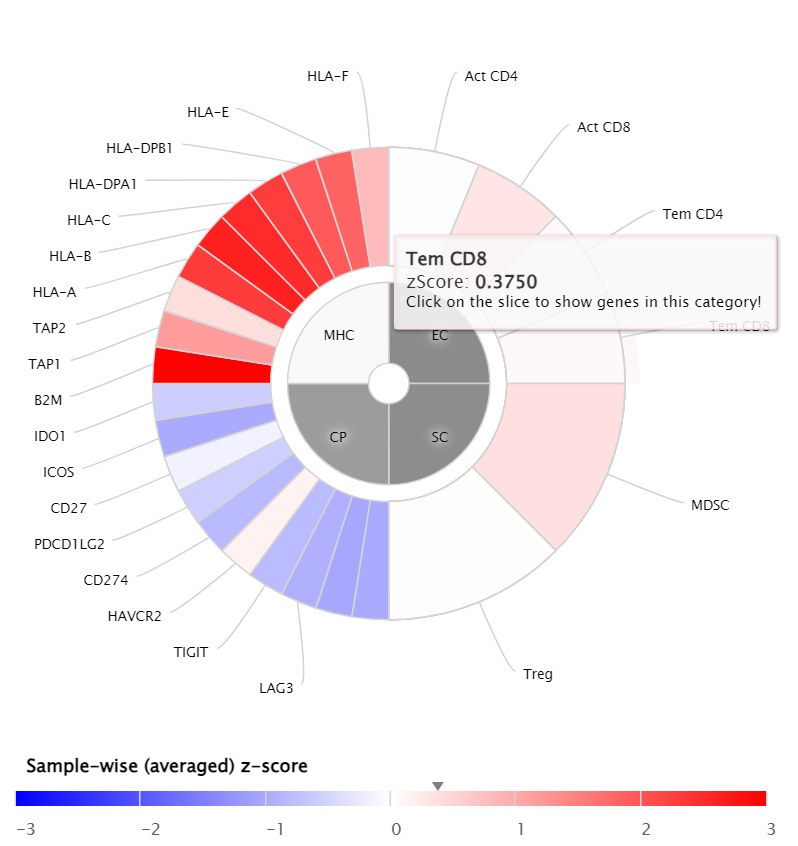 HLA-F
Act CD4
HLA-E
Act CD8
HLA-DPB1
HLA-DPA1
HLA-C
Tem CD4
HLA-B
Tem CD8
zScore: 0.3750
Click on the slice to show genes in this category!
HLA-A
TAP2
Tem CD8
MHC
EC
TAP1
B2M
IDO1
CP
SC
ICOS
CD27
MDSC
PDCD1LG2
CD274
HAVCR2
TIGIT
Treg
LAG3
Sample-wise (averaged) z-score
-3 -2 -1 0 1 2 3